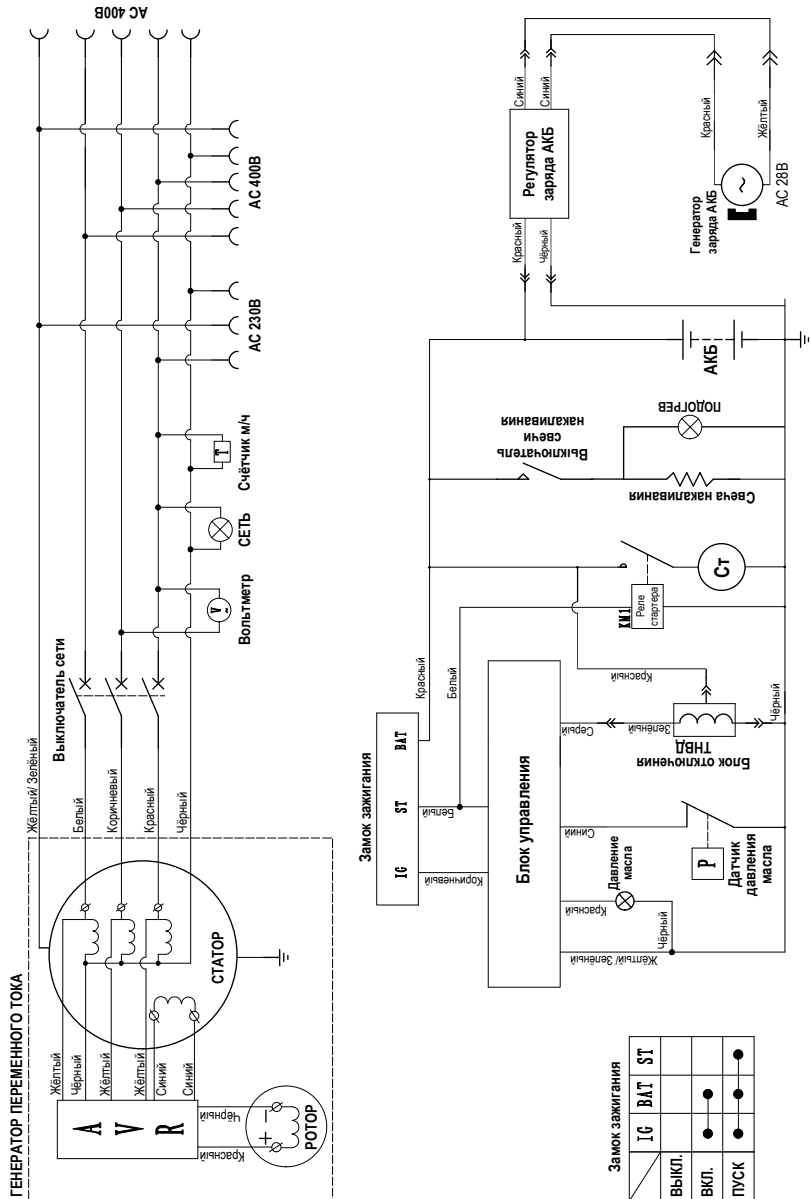 AC 400В
AC 400В
AC 230В
Счётчик м/ч
T
СЕТЬ
Вольтметр
V
~
Выключатель сети
Жёлтый/ Зелёный
Белый
Коричневый
Красный
Чёрный
ГЕНЕРАТОР ПЕРЕМЕННОГО ТОКА
СТАТОР
Жёлтый
Чёрный
Жёлтый
Жёлтый
Синий
Синий
A V R
Чёрный
Красный
+ –
РОТОР
Синий
Синий
Регулятор
заряда АКБ
Красный
Чёрный
Красный
Жёлтый
Генератор
заряда АКБ
~
AC 28В
АКБ
ПОДОГРЕВ
Выключатель
свечи
накаливания
Свеча накаливания
Ст
KM1
Реле
стартера
Красный
Белый
Красный
Замок зажигания
IG ST BAT
Коричневый
Белый
Блок управления
Серый
Зелёный
Блок отключения
ТНВД
Чёрный
Синий
P
Датчик
давления
масла
Давление
масла
Красный
Чёрный
Жёлтый/ Зелёный
Замок зажигания
IG BAT ST
ВЫКЛ.
ВКЛ.
ПУСК